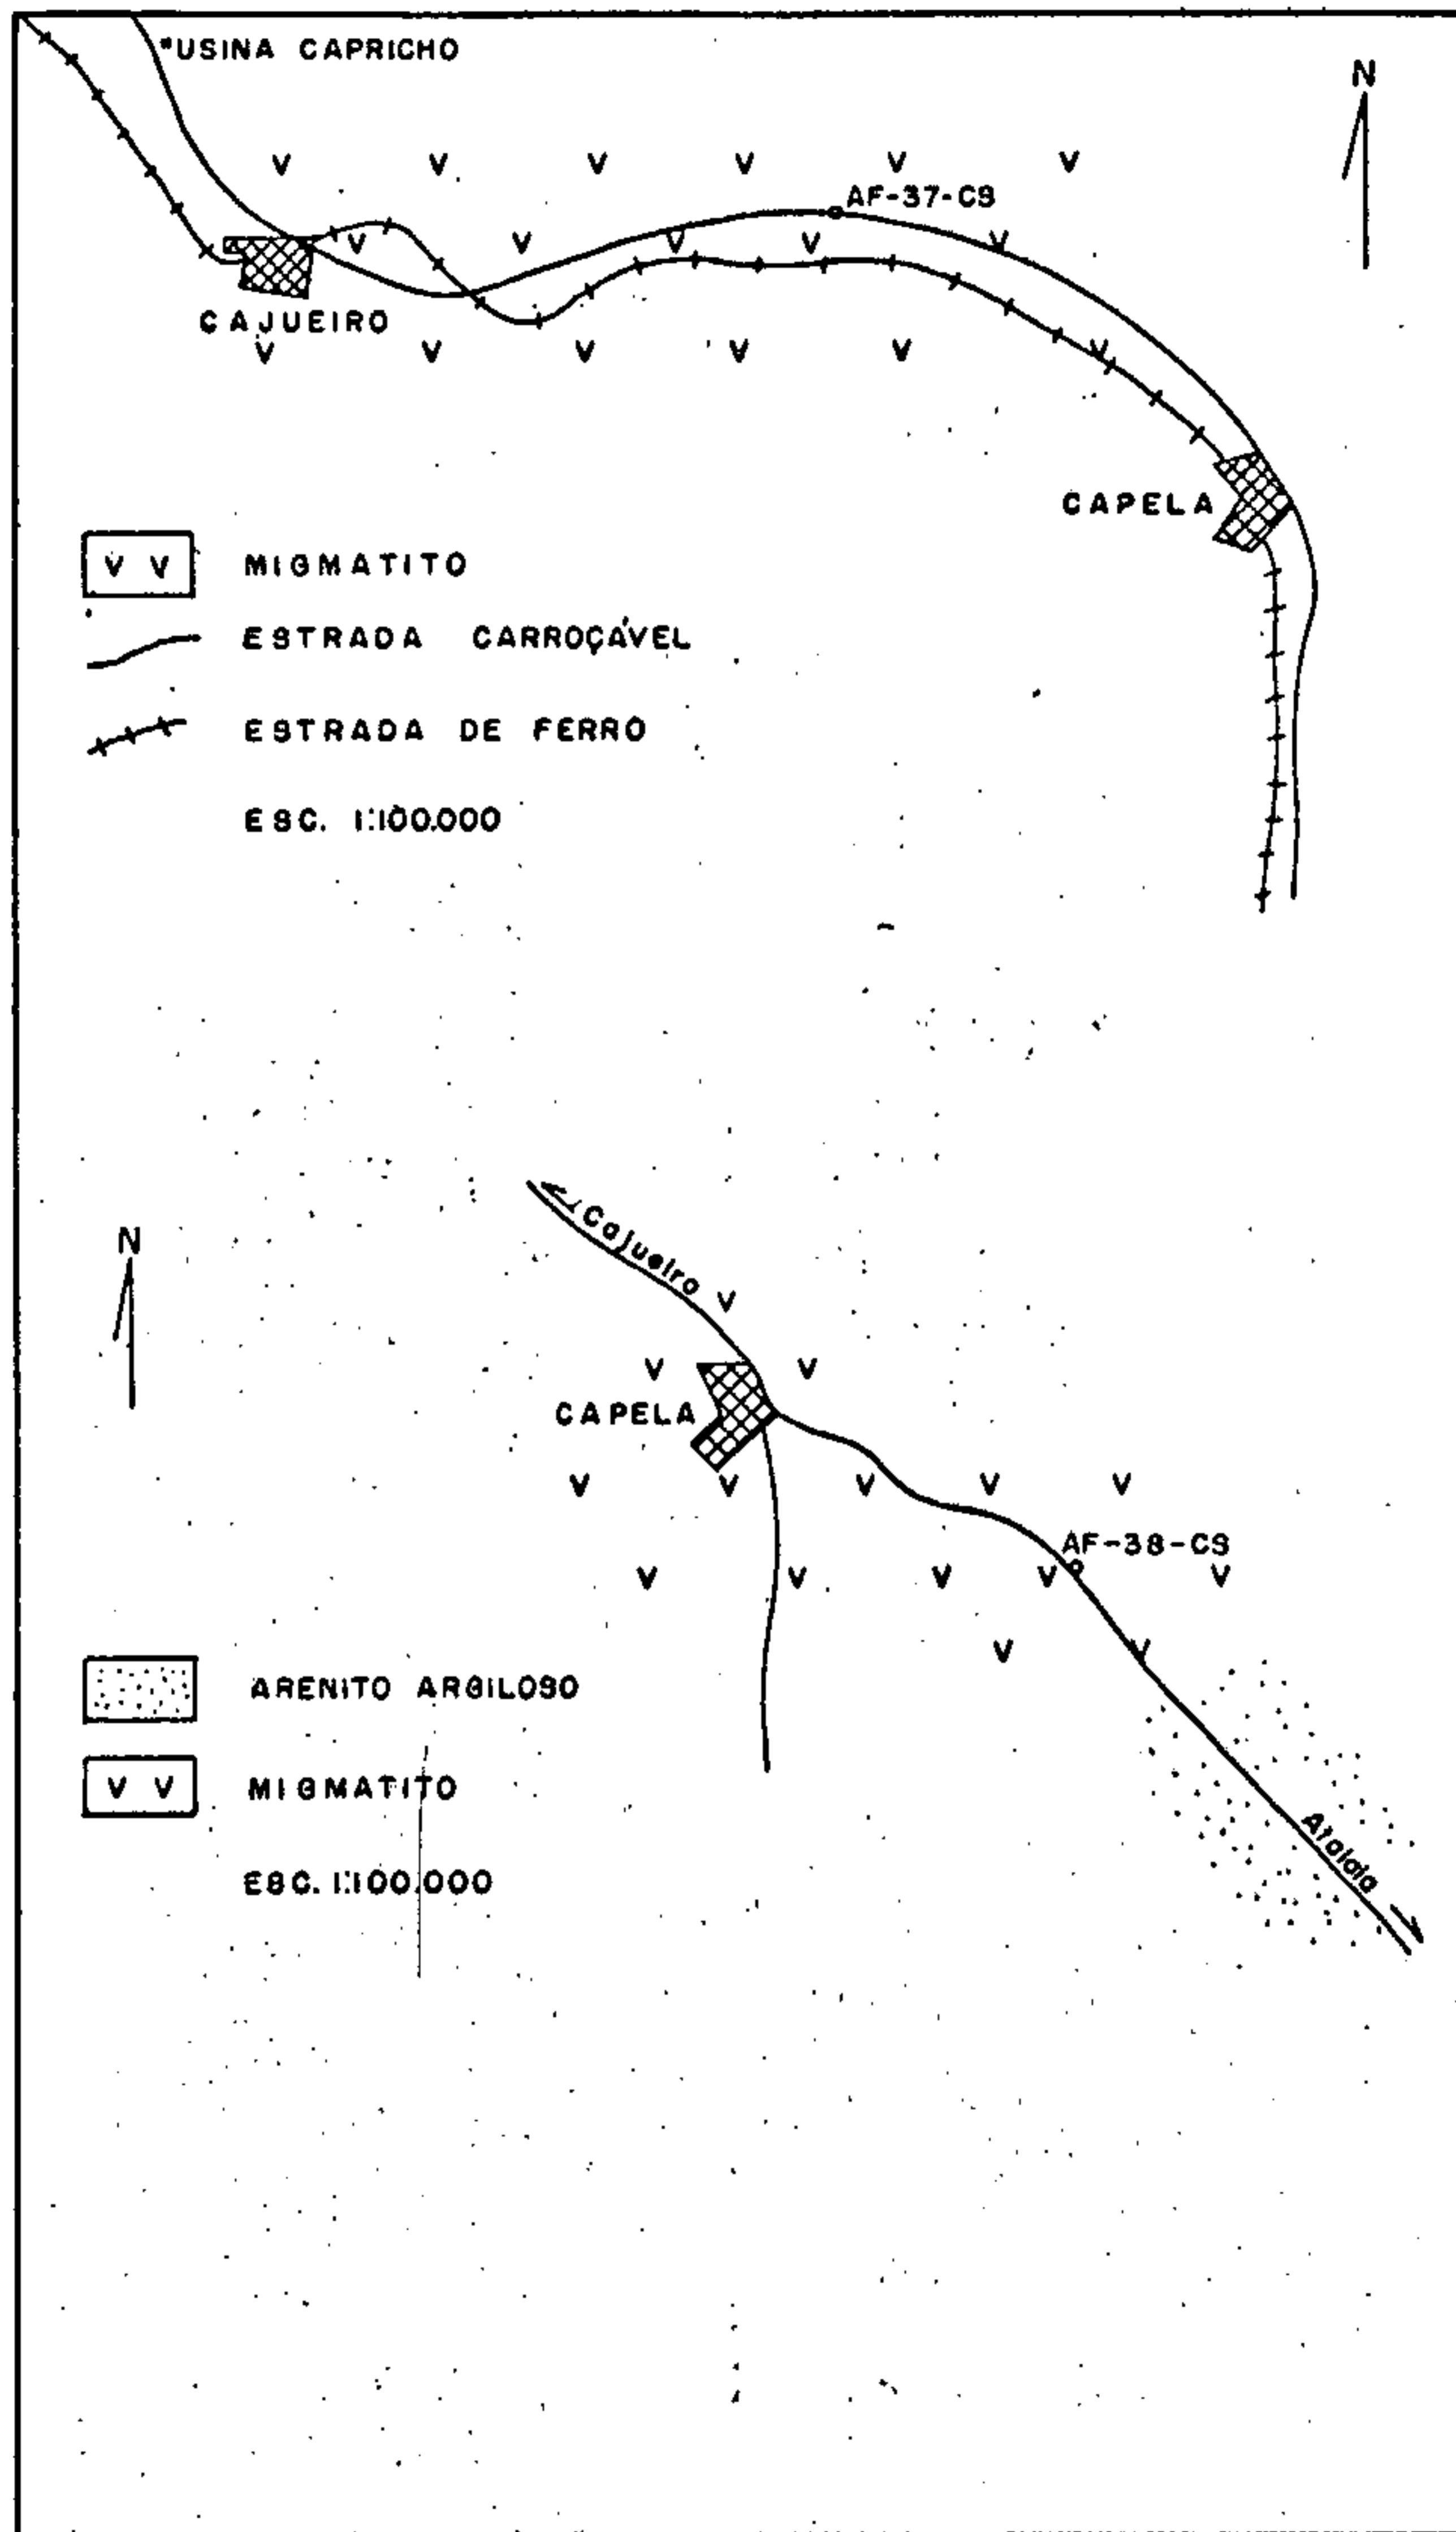 USINA CAPRICHO
N
AF-37-CS
CAJUEIRO
CAPELA
V V MIGMATITO
ESTRADA CARROÇÁVEL
ESTRADA DE FERRO
ESC. 1:100.000
N
Cajueiro
CAPELA
AF-38-CS
ARENITO ARGILOSO
V V MIGMATITO
ESC. 1:100.000
Atalaia